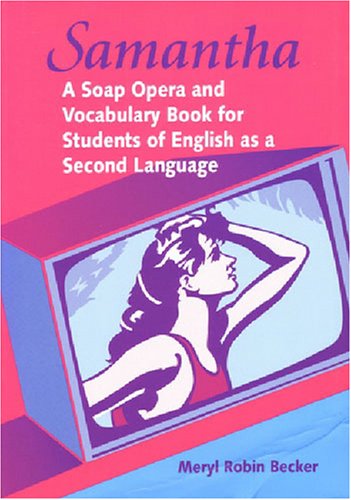 Samantha
A Soap Opera and
Vocabulary Book for
Students of English as a
Second Language
Meryl Robin Becker